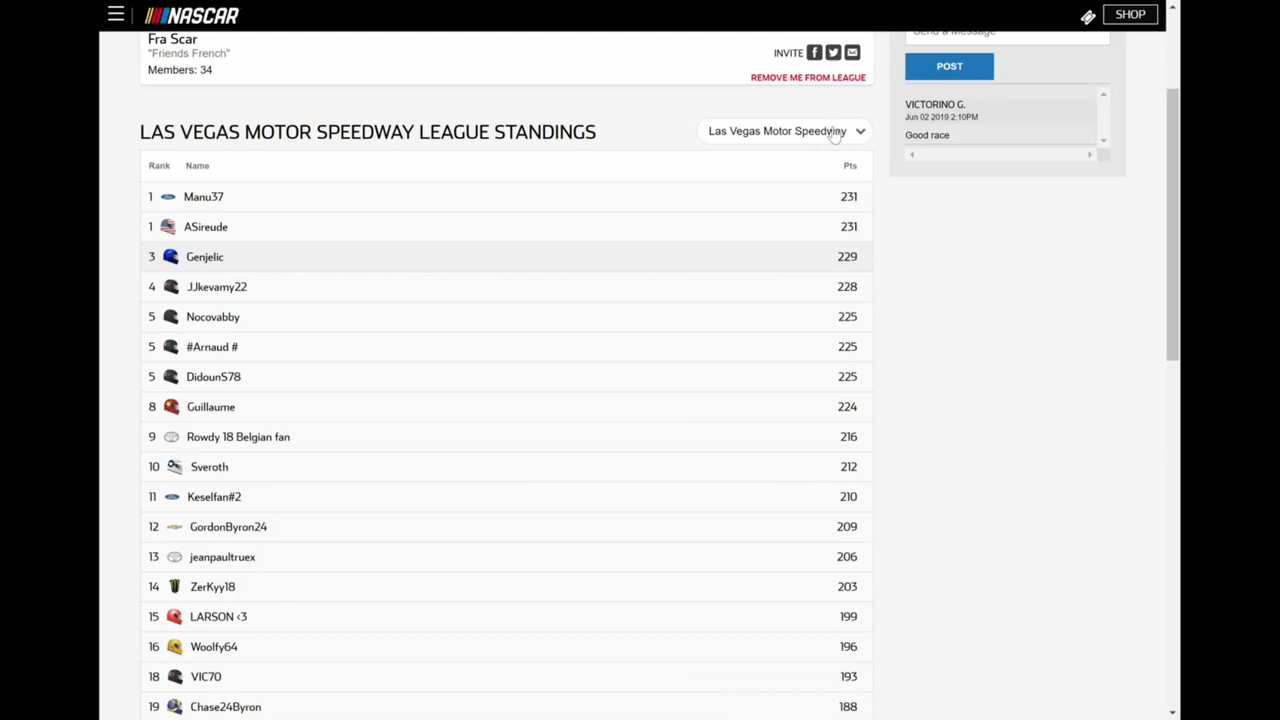 NASCAR
SHOP
Fra Scar
"Friends French"
Members: 34
INVITE
REMOVE ME FROM LEAGUE
Send a Message
POST
VICTORINO G.
Jun 02 2019 2:10PM
Good race
LAS VEGAS MOTOR SPEEDWAY LEAGUE STANDINGS
Las Vegas Motor Speedway
Rank Name Pts
1 Manu37 231
1 ASireude 231
3 Genjelic 229
4 JJkevamy22 228
5 Nocovabby 225
5 #Arnaud # 225
5 DidounS78 225
8 Guillaume 224
9 Rowdy 18 Belgian fan 216
10 Sveroth 212
11 Keselfan#2 210
12 GordonByron24 209
13 jeanpaultruex 206
14 ZerKyy18 203
15 LARSON <3 199
16 Woolfy64 196
18 VIC70 193
19 Chase24Byron 188